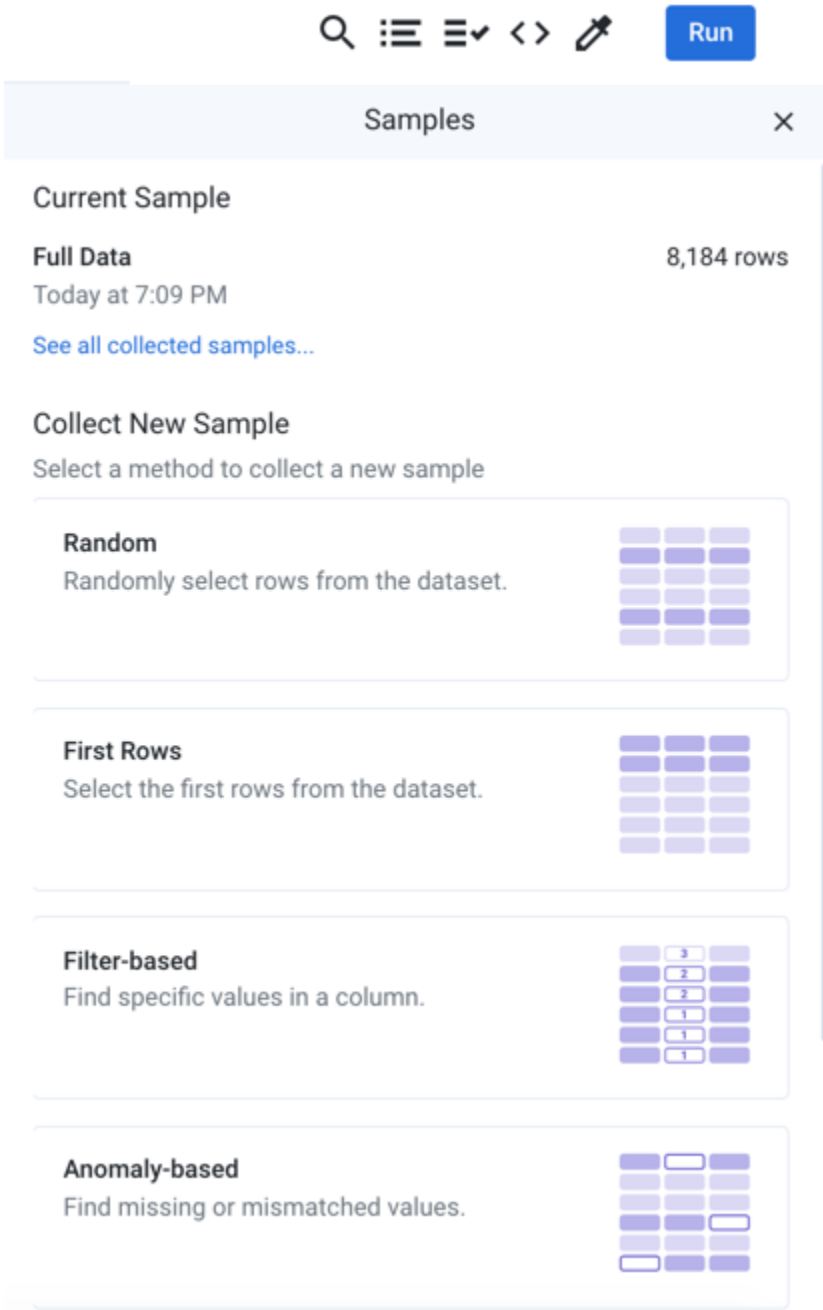 Run
Samples
Current Sample
Full Data 8,184 rows
Today at 7:09 PM
See all collected samples...
Collect New Sample
Select a method to collect a new sample
Random
Randomly select rows from the dataset.
First Rows
Select the first rows from the dataset.
Filter-based
Find specific values in a column.
3
2
2
1
1
1
Anomaly-based
Find missing or mismatched values.